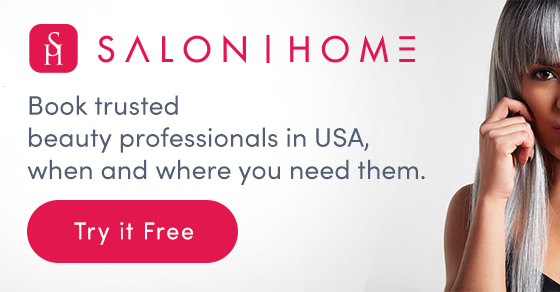 SH
SALON | HOME
Book trusted
beauty professionals in USA,
when and where you need them.
Try it Free